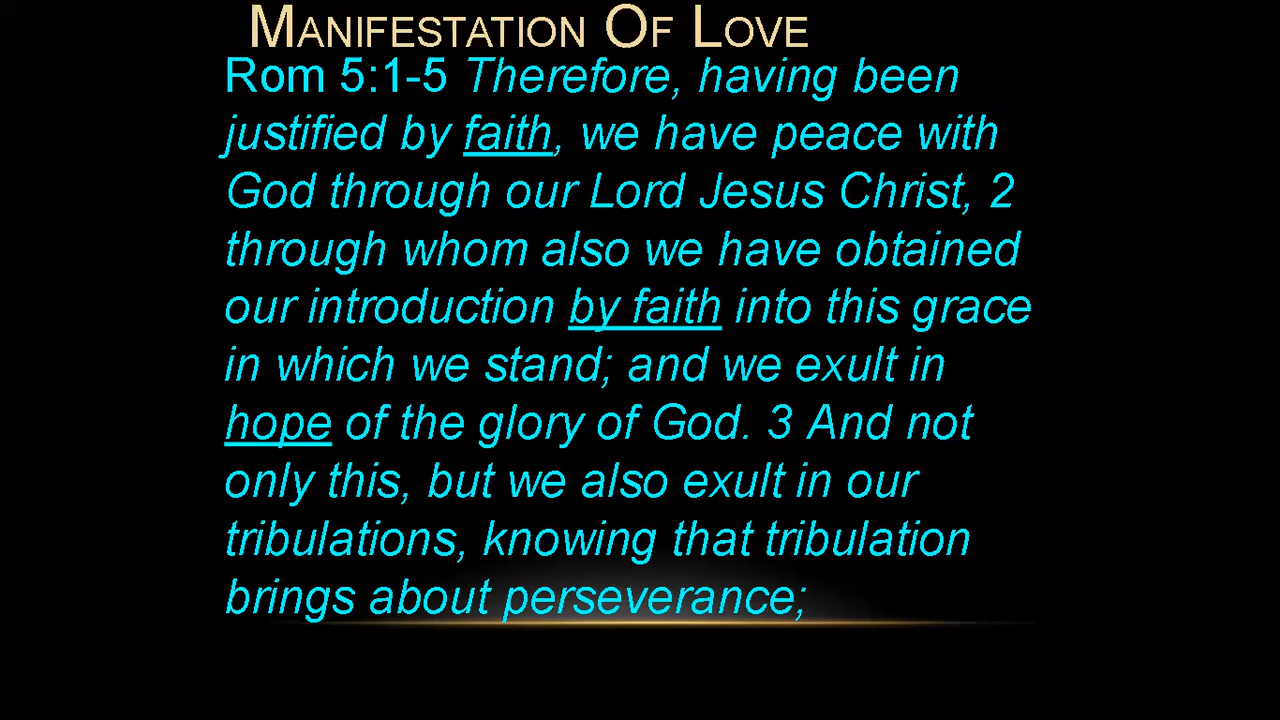 MANIFESTATION OF LOVE
Rom 5:1-5 Therefore, having been
justified by faith, we have peace with
God through our Lord Jesus Christ, 2
through whom also we have obtained
our introduction by faith into this grace
in which we stand; and we exult in
hope of the glory of God. 3 And not
only this, but we also exult in our
tribulations, knowing that tribulation
brings about perseverance;